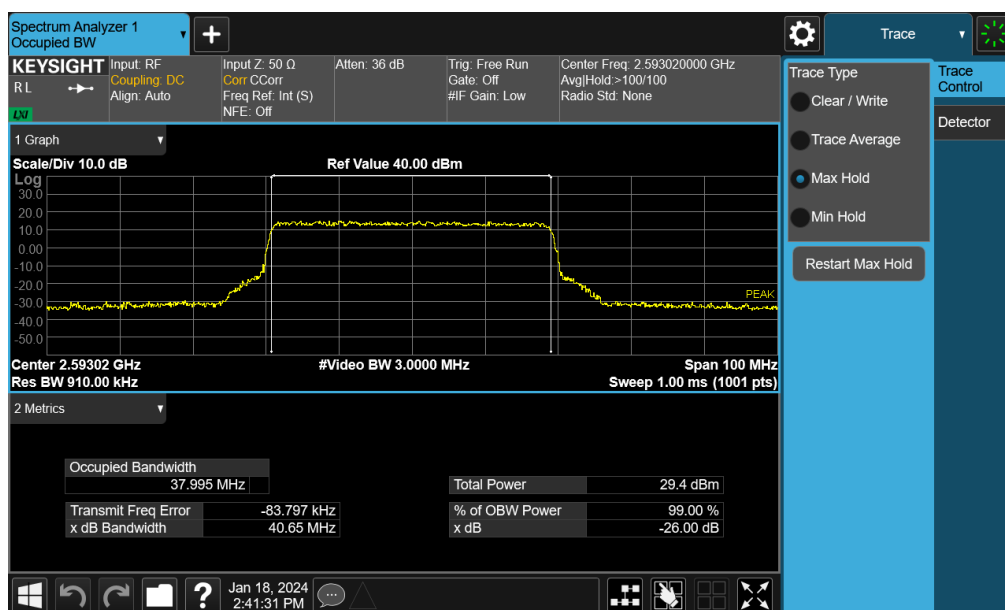 Spectrum Analyzer 1
Occupied BW
+
Trace
KEYSIGHT
RL
LXI
Input: RF
Coupling: DC
Align: Auto
Input Z: 50 Ω
Corr CCorr
Freq Ref: Int (S)
NFE: Off
Atten: 36 dB
Trig: Free Run
Gate: Off
#IF Gain: Low
Center Freq: 2.593020000 GHz
Avg|Hold:>100/100
Radio Std: None
Trace Type
Clear / Write
Trace Average
Max Hold
Min Hold
Restart Max Hold
Trace
Control
Detector
1 Graph
Scale/Div 10.0 dB
Ref Value 40.00 dBm
Log
30.0
20.0
10.0
0.00
-10.0
-20.0
-30.0
-40.0
-50.0
PEAK
Center 2.59302 GHz
#Video BW 3.0000 MHz
Span 100 MHz
Res BW 910.00 kHz
Sweep 1.00 ms (1001 pts)
2 Metrics
Occupied Bandwidth
37.995 MHz
Total Power 29.4 dBm
Transmit Freq Error -83.797 kHz
% of OBW Power 99.00 %
x dB Bandwidth 40.65 MHz
x dB -26.00 dB
?
Jan 18, 2024
2:41:31 PM